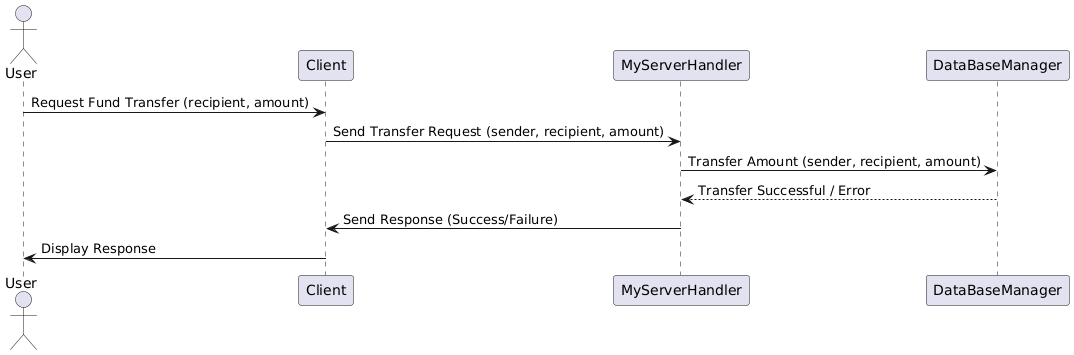 User
Client
MyServerHandler
DataBaseManager
Request Fund Transfer (recipient, amount)
Send Transfer Request (sender, recipient, amount)
Transfer Amount (sender, recipient, amount)
Transfer Successful / Error
Send Response (Success/Failure)
Display Response
User
Client
MyServerHandler
DataBaseManager